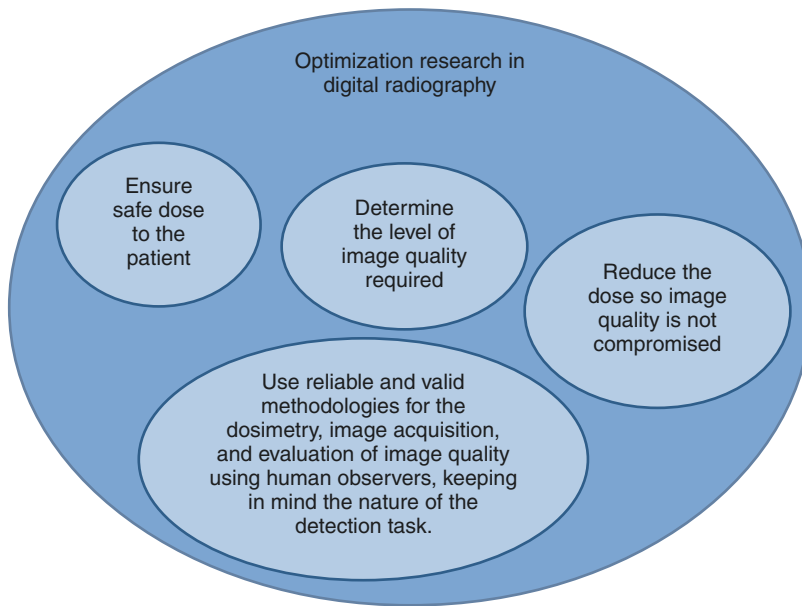 Optimization research in
digital radiography
Ensure
safe dose
to the
patient
Determine
the level of
image quality
required
Reduce the
dose so image
quality is not
compromised
Use reliable and valid
methodologies for the
dosimetry, image acquisition,
and evaluation of image quality
using human observers, keeping
in mind the nature of the
detection task.